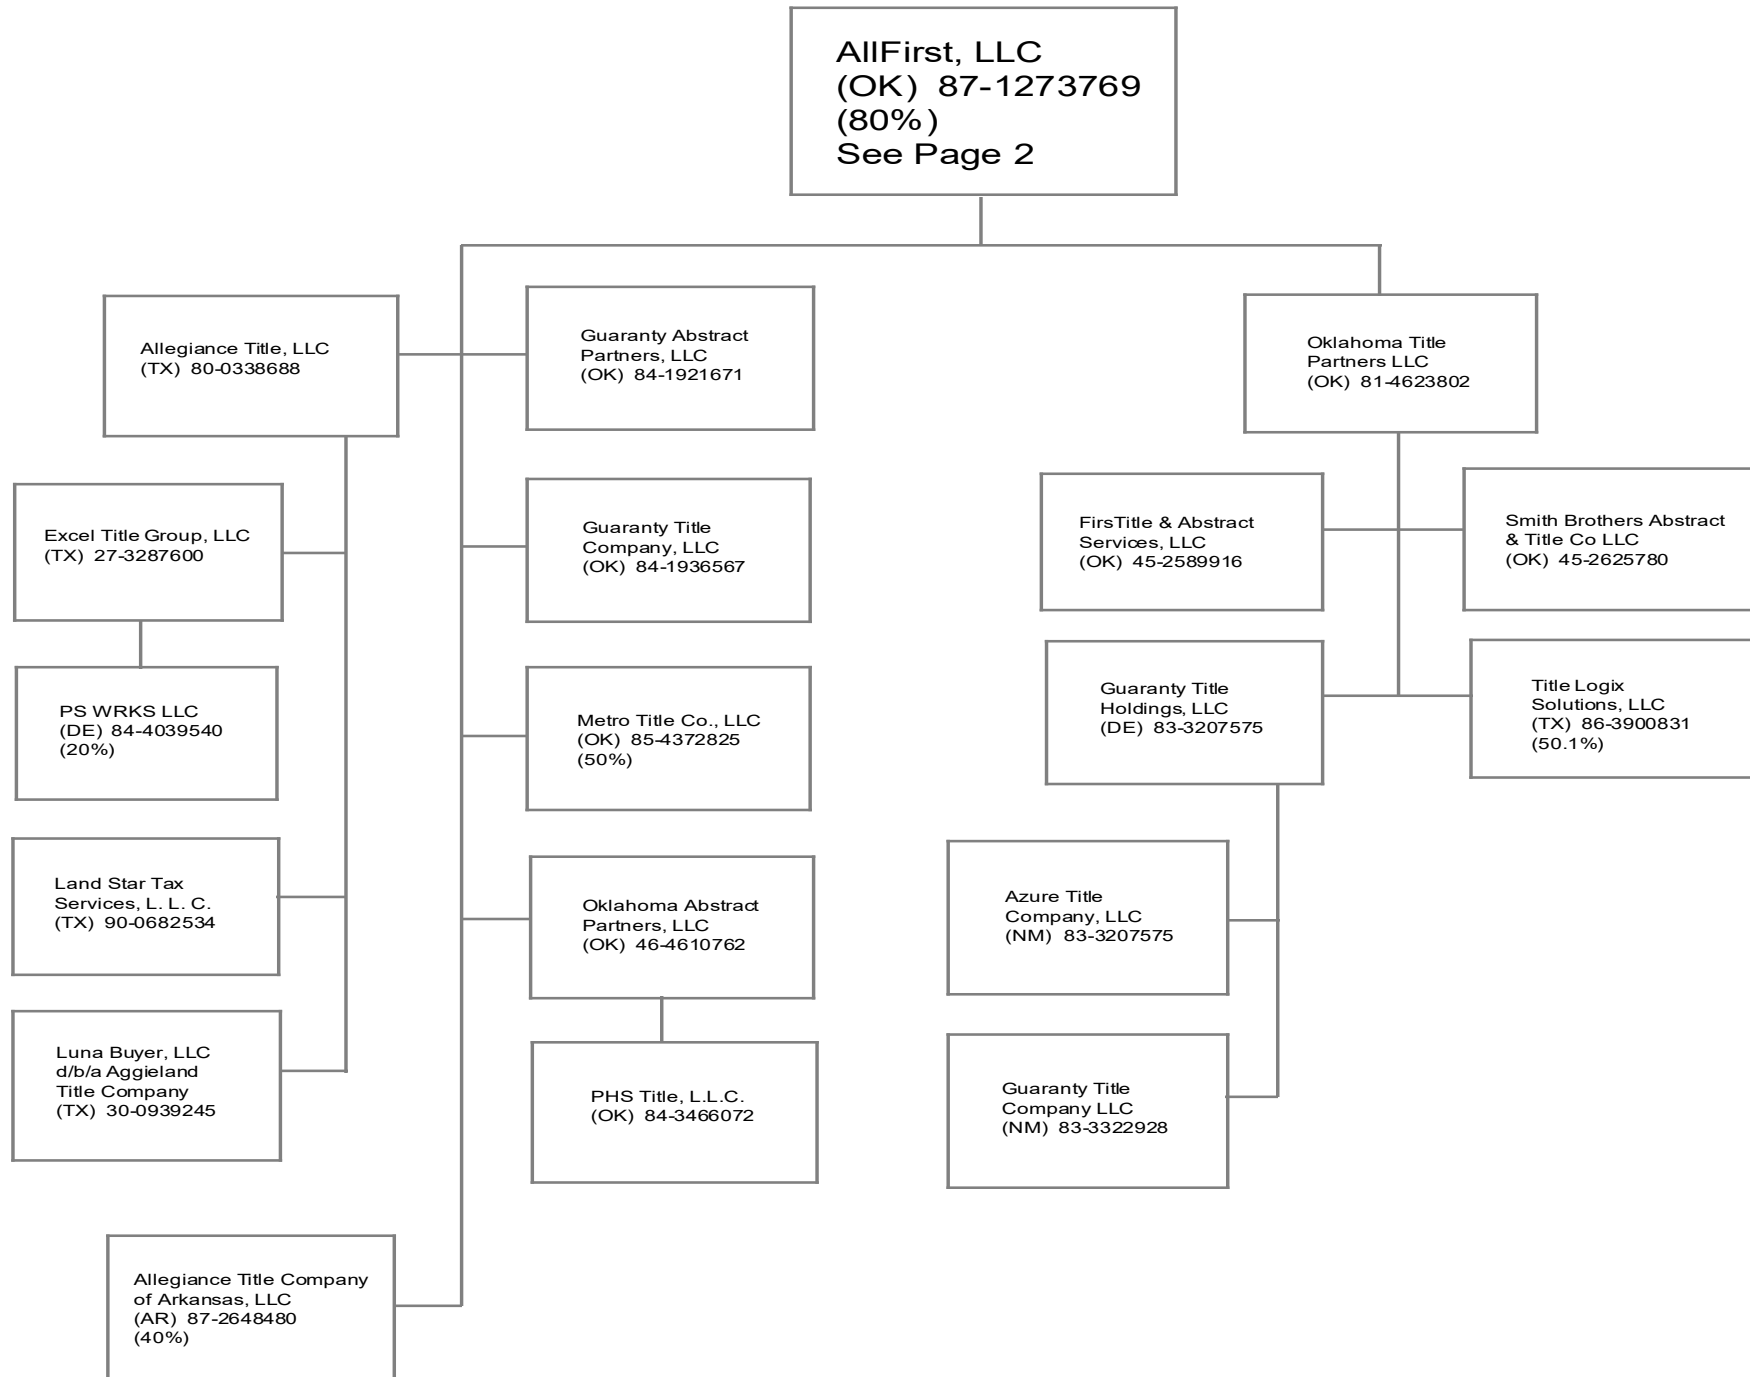 AllFirst, LLC
(OK) 87-1273769
(80%)
See Page 2
Allegiance Title, LLC
(TX) 80-0338688
Guaranty Abstract
Partners, LLC
(OK) 84-1921671
Oklahoma Title
Partners LLC
(OK) 81-4623802
Excel Title Group, LLC
(TX) 27-3287600
Guaranty Title
Company, LLC
(OK) 84-1936567
FirsTitle & Abstract
Services, LLC
(OK) 45-2589916
Smith Brothers Abstract
& Title Co LLC
(OK) 45-2625780
PS WRKS LLC
(DE) 84-4039540
(20%)
Metro Title Co., LLC
(OK) 85-4372825
(50%)
Guaranty Title
Holdings, LLC
(DE) 83-3207575
Title Logix
Solutions, LLC
(TX) 86-3900831
(50.1%)
Land Star Tax
Services, L. L. C.
(TX) 90-0682534
Oklahoma Abstract
Partners, LLC
(OK) 46-4610762
Azure Title
Company, LLC
(NM) 83-3207575
Luna Buyer, LLC
d/b/a Aggieland
Title Company
(TX) 30-0939245
PHS Title, L.L.C.
(OK) 84-3466072
Guaranty Title
Company LLC
(NM) 83-3322928
Allegiance Title Company
of Arkansas, LLC
(AR) 87-2648480
(40%)